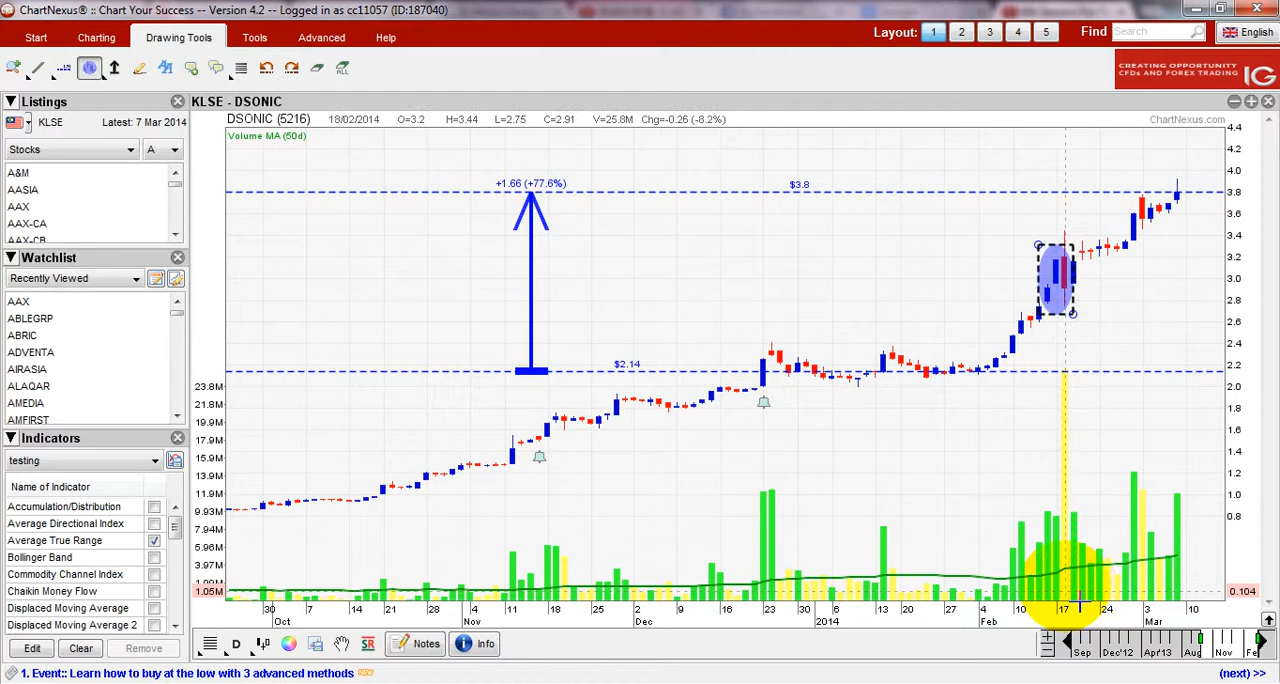 ChartNexus® :: Chart Your Success -- Version 4.2 -- Logged in as cc11057 (ID:187040)
Start Charting Drawing Tools Tools Advanced Help Layout: 1 2 3 4 5 Find Search English
ALL
CREATING OPPORTUNITY
CFDs AND FOREX TRADING IG
Listings
KLSE Latest: 7 Mar 2014
Stocks A
A&M
AASIA
AAX
AAX-CA
AAX-CB
Watchlist
Recently Viewed
AAX
ABLEGRP
ABRIC
ADVENTA
AIRASIA
ALAQAR
AMEDIA
AMFIRST
Indicators
testing
Name of Indicator
Accumulation/Distribution
Average Directional Index
Average True Range
Bollinger Band
Commodity Channel Index
Chaikin Money Flow
Displaced Moving Average
Displaced Moving Average 2
Edit Clear Remove
KLSE - DSONIC
DSONIC (5216) 18/02/2014 O=3.2 H=3.44 L=2.75 C=2.91 V=25.8M Chg=-0.26 (-8.2%) ChartNexus.com
Volume MA (50d)
+1.66 (+77.6%)
$3.8
$2.14
4.4
4.2
4.0
3.8
3.6
3.4
3.2
3.0
2.8
2.6
2.4
2.2
2.0
1.8
1.6
1.4
1.2
1.0
0.8
0.104
23.8M
21.8M
19.9M
17.9M
15.9M
13.9M
11.9M
9.93M
7.94M
5.96M
3.97M
1.05M
30 7 14 21 28 11 18 25 2 9 16 23 30 13 20 27 4 10 17 24 3 10
Oct Nov Dec 2014 Feb Mar
D SR Notes Info
Sep Dec'12 Apr'13 Aug Nov
1. Event:: Learn how to buy at the low with 3 advanced methods NEW
(next) >>